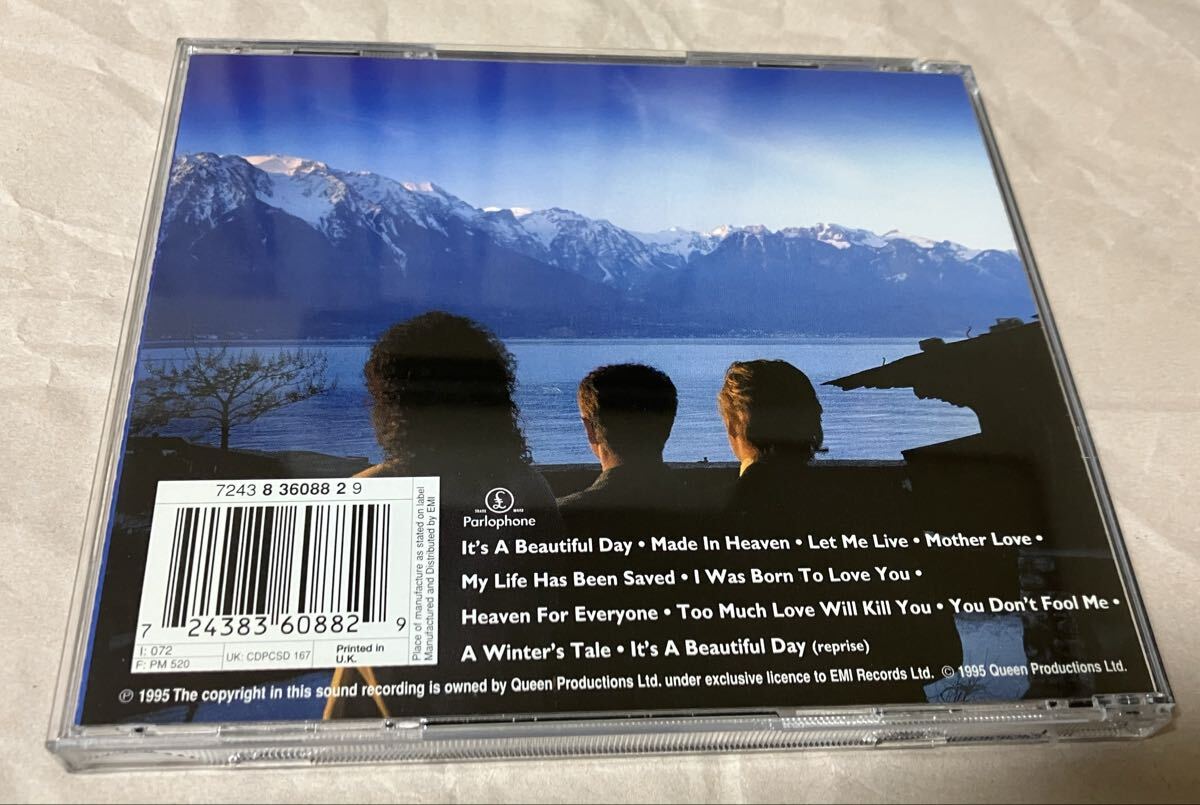 7243 8 36088 2 9
7 24383 60882 9
I: 072
F: PM 520
UK: CDPCSD 167
Printed in
U.K.
Place of manufacture as stated on label
Manufactured and Distributed by EMI
TRADE MARK
£
Parlophone
It's A Beautiful Day • Made In Heaven • Let Me Live • Mother Love •
My Life Has Been Saved • I Was Born To Love You •
Heaven For Everyone • Too Much Love Will Kill You • You Don't Fool Me •
A Winter's Tale • It's A Beautiful Day (reprise)
℗ 1995 The copyright in this sound recording is owned by Queen Productions Ltd. under exclusive licence to EMI Records Ltd. © 1995 Queen Productions Ltd.